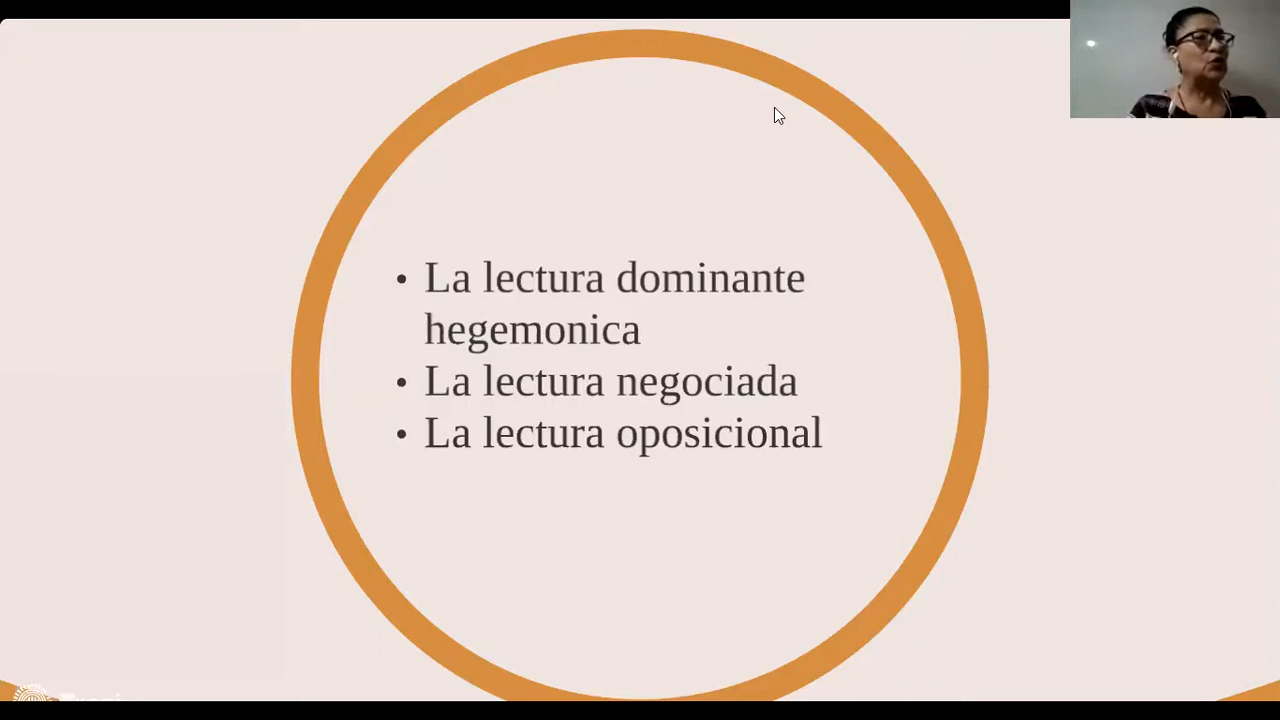 • La lectura dominante
hegemonica
• La lectura negociada
• La lectura oposicional